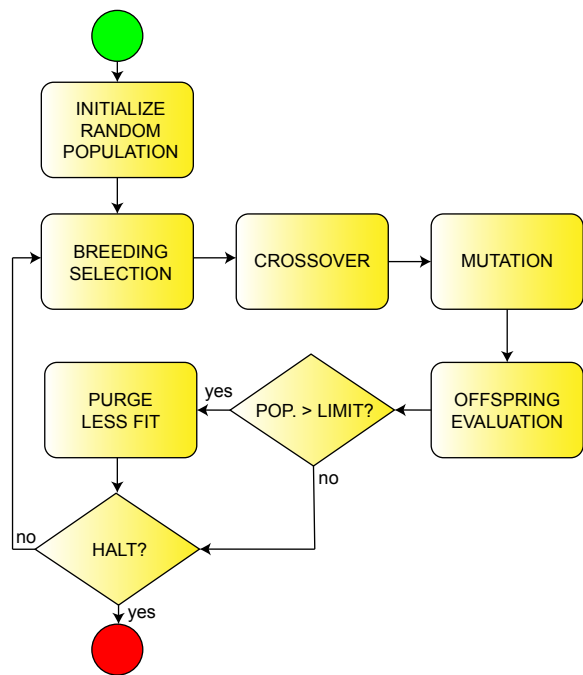 INITIALIZE
RANDOM
POPULATION
BREEDING
SELECTION
CROSSOVER
MUTATION
OFFSPRING
EVALUATION
POP. > LIMIT?
yes
no
PURGE
LESS FIT
HALT?
no
yes